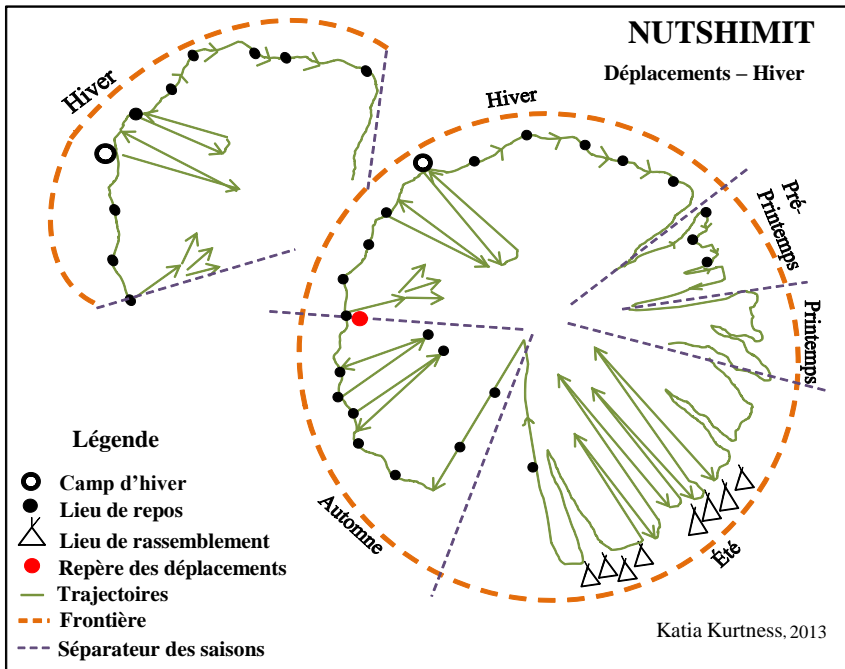 NUTSHIMIT
Déplacements – Hiver
Hiver
Hiver
Pré-
Printemps
Printemps
Été
Automne
Légende
Camp d'hiver
Lieu de repos
Lieu de rassemblement
Repère des déplacements
Trajectoires
Frontière
Séparateur des saisons
Katia Kurtness, 2013